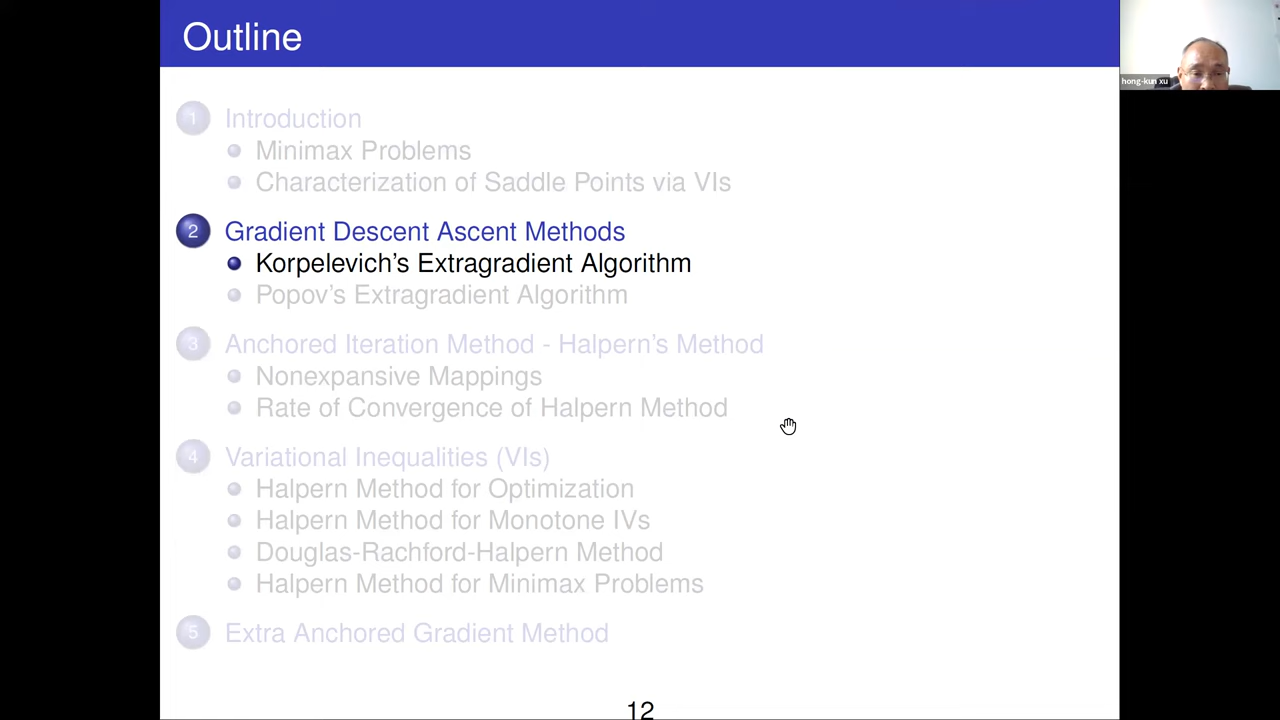 Outline
hong-kun xu
1 Introduction
Minimax Problems
Characterization of Saddle Points via VIs
2 Gradient Descent Ascent Methods
Korpelevich's Extragradient Algorithm
Popov's Extragradient Algorithm
3 Anchored Iteration Method - Halpern's Method
Nonexpansive Mappings
Rate of Convergence of Halpern Method
4 Variational Inequalities (VIs)
Halpern Method for Optimization
Halpern Method for Monotone IVs
Douglas-Rachford-Halpern Method
Halpern Method for Minimax Problems
5 Extra Anchored Gradient Method
12